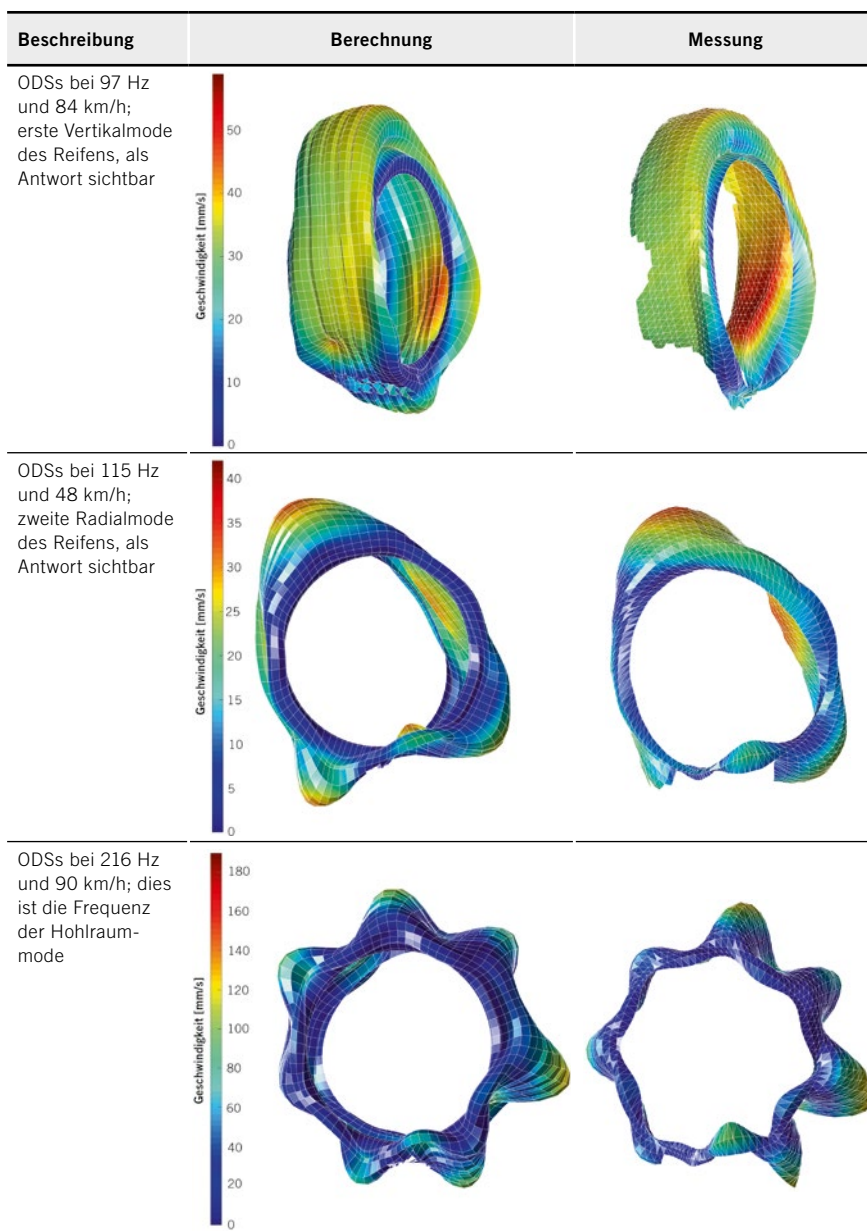 Beschreibung
Berechnung
Messung
ODSs bei 97 Hz
und 84 km/h;
erste Vertikalmode
des Reifens, als
Antwort sichtbar
Geschwindigkeit [mm/s]
50
40
30
20
10
0
ODSs bei 115 Hz
und 48 km/h;
zweite Radialmode
des Reifens, als
Antwort sichtbar
Geschwindigkeit [mm/s]
40
35
30
25
20
15
10
5
0
ODSs bei 216 Hz
und 90 km/h; dies
ist die Frequenz
der Hohlraum-
mode
Geschwindigkeit [mm/s]
180
160
140
120
100
80
60
40
20
0